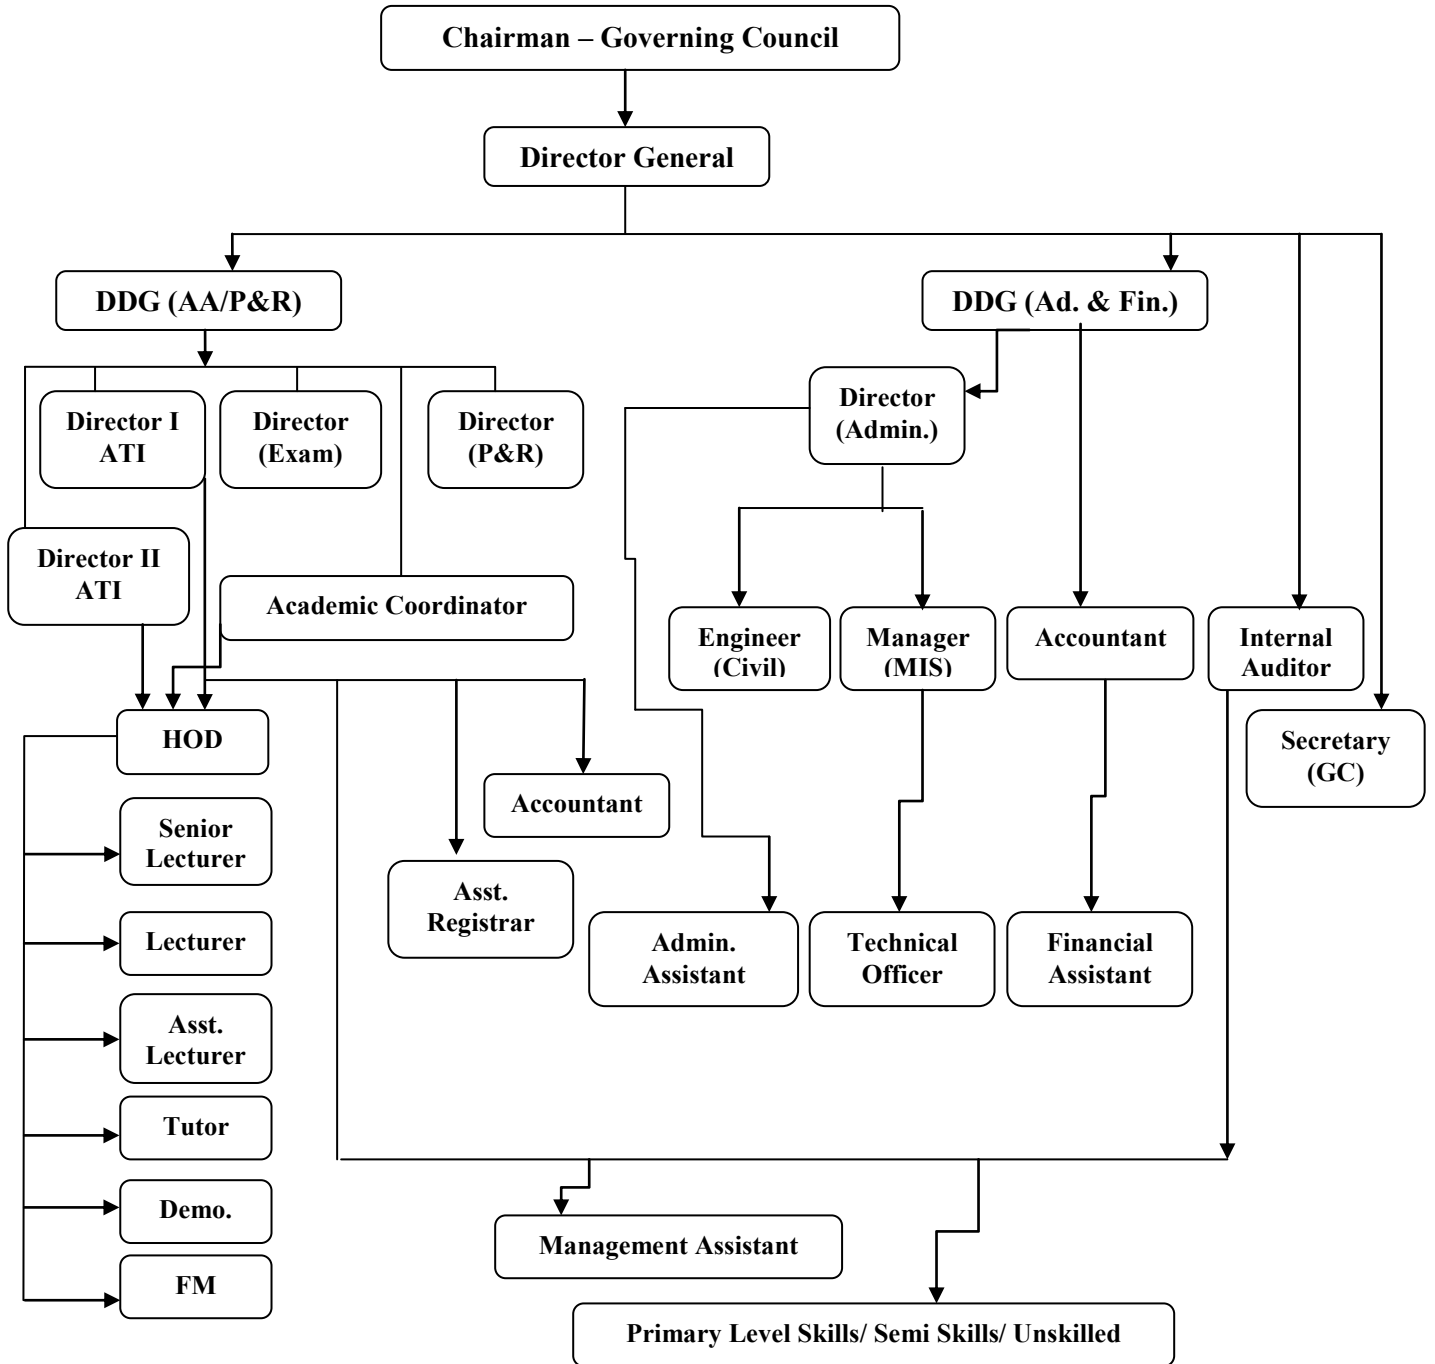 Chairman – Governing Council
Director General
DDG (AA/P&R)
DDG (Ad. & Fin.)
Director I
ATI
Director
(Exam)
Director
(P&R)
Director
(Admin.)
Director II
ATI
Academic Coordinator
Engineer
(Civil)
Manager
(MIS)
Accountant
Internal
Auditor
HOD
Secretary
(GC)
Accountant
Senior
Lecturer
Asst.
Registrar
Lecturer
Admin.
Assistant
Technical
Officer
Financial
Assistant
Asst.
Lecturer
Tutor
Demo.
Management Assistant
FM
Primary Level Skills/ Semi Skills/ Unskilled